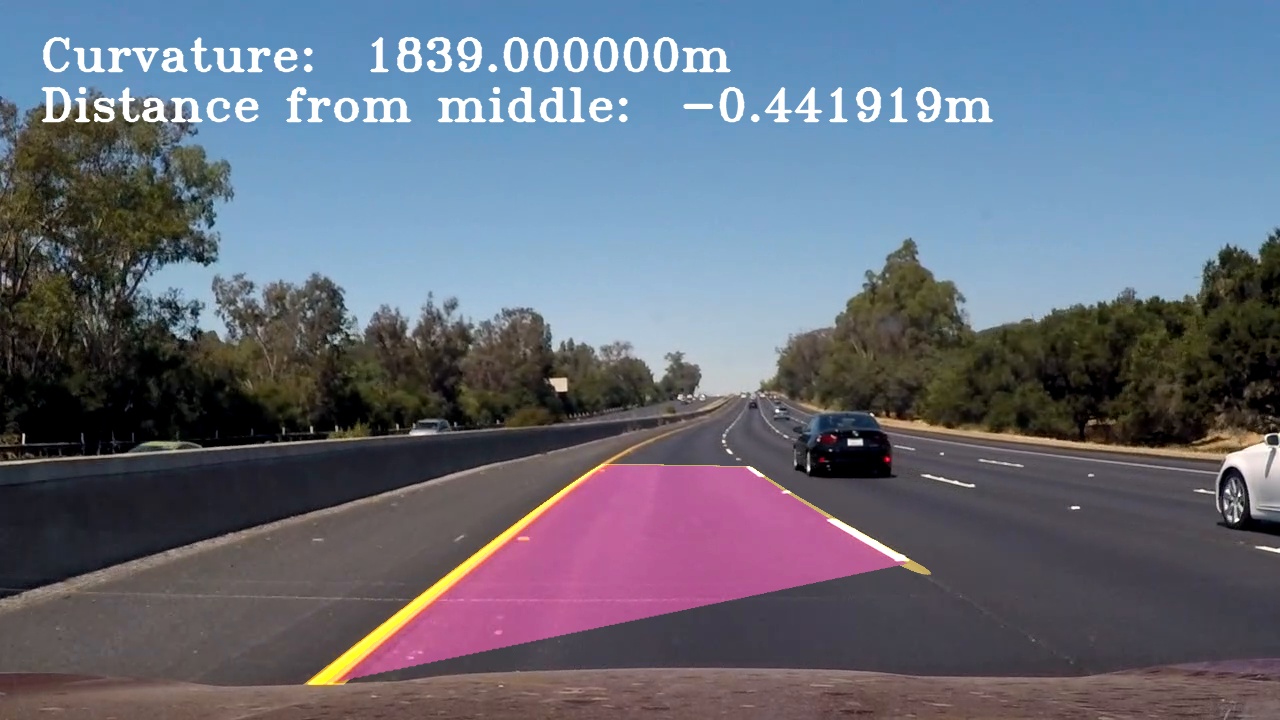 Curvature: 1839.000000m
Distance from middle: −0.441919m